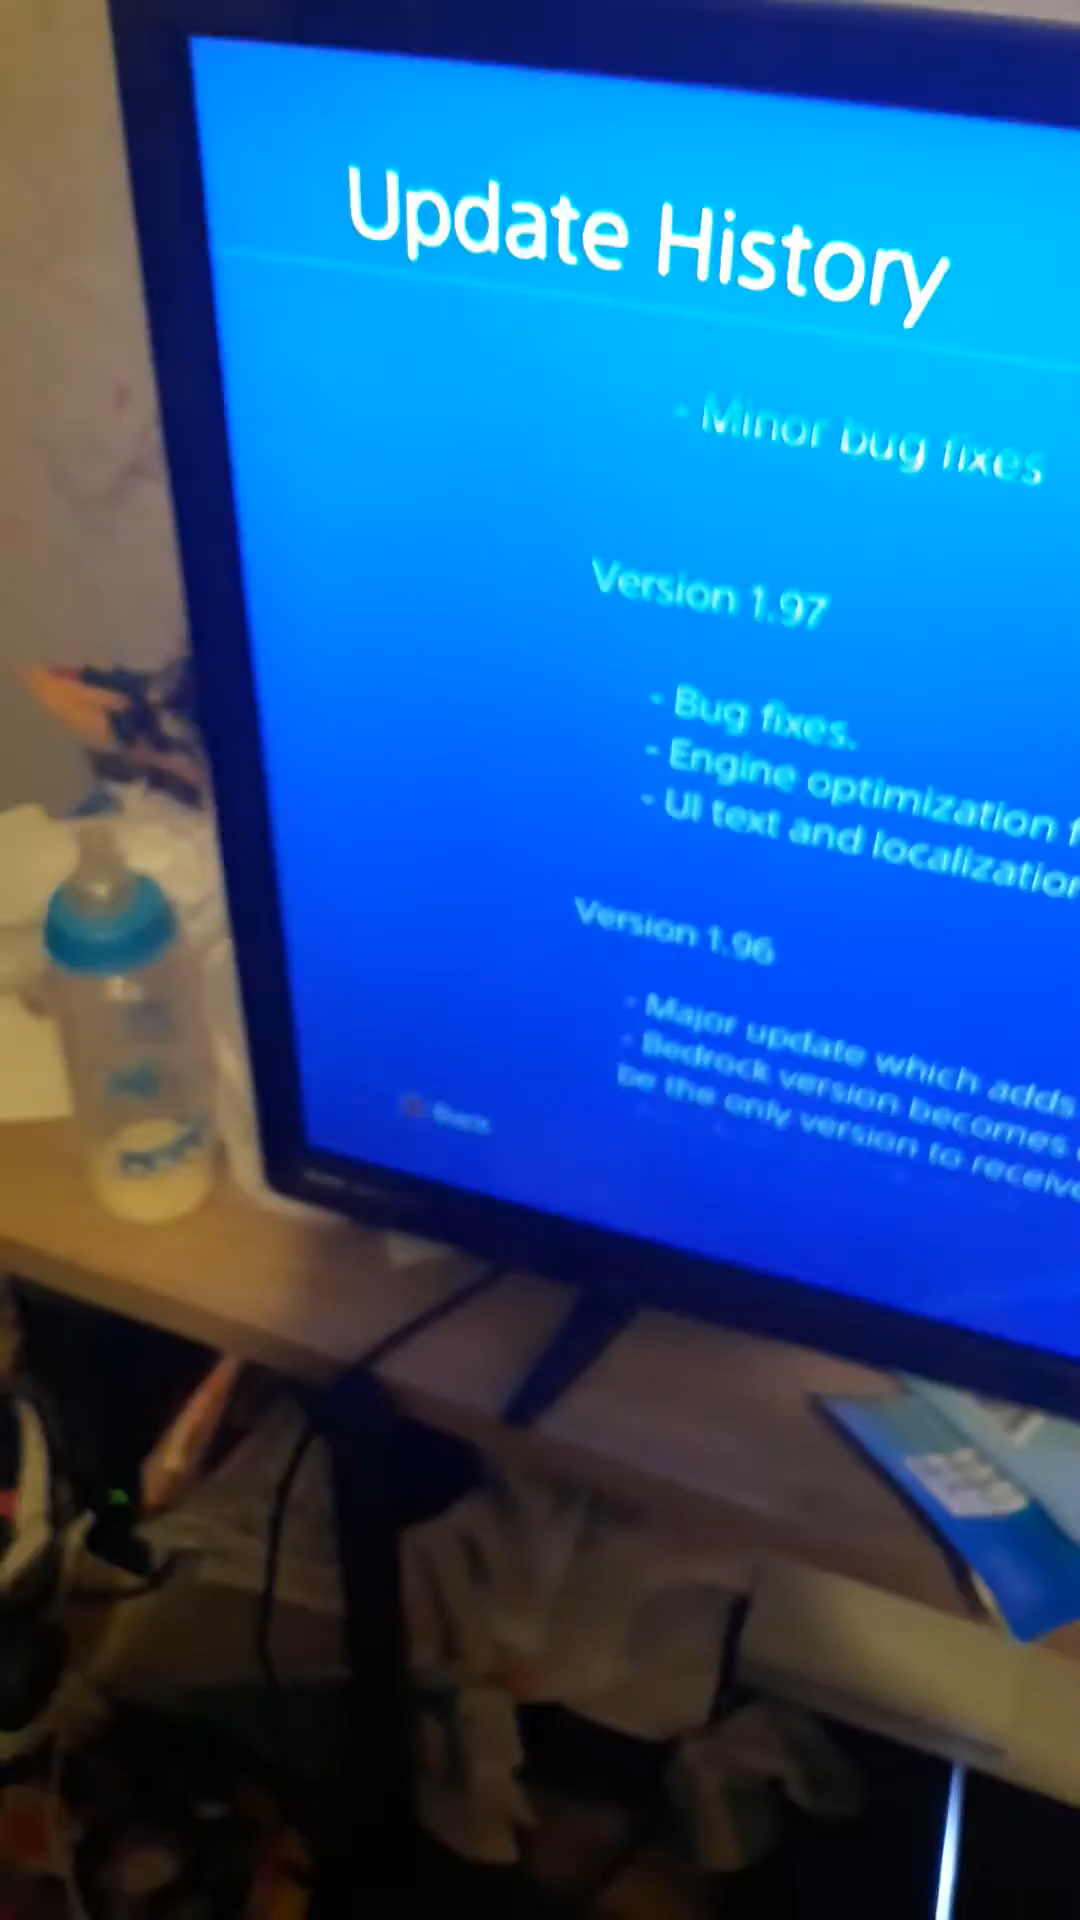 Update History
- Minor bug fixes
Version 1.97
- Bug fixes.
- Engine optimization f
- UI text and localization
Version 1.96
- Major update which adds
- Bedrock version becomes
be the only version to receive
Back